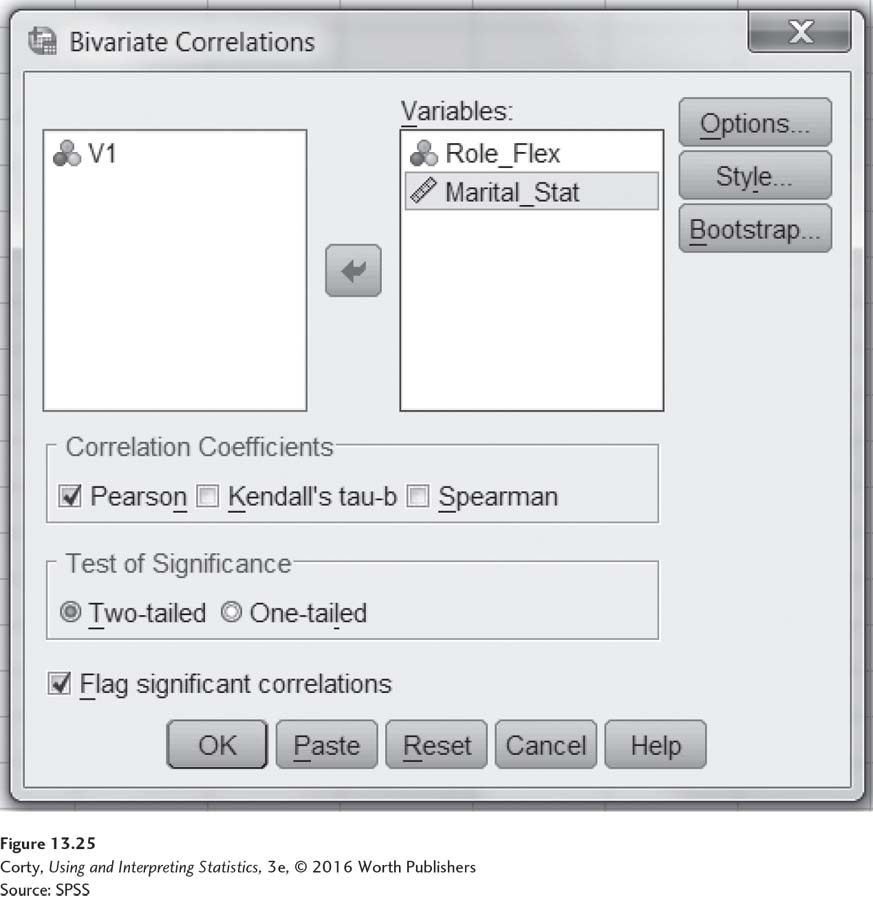 Bivariate Correlations
X
Variables:
V1
Role_Flex
Marital_Stat
Options...
Style...
Bootstrap...
Correlation Coefficients
Pearson Kendall's tau-b Spearman
Test of Significance
Two-tailed One-tailed
Flag significant correlations
OK Paste Reset Cancel Help
Figure 13.25
Corty, Using and Interpreting Statistics, 3e, © 2016 Worth Publishers
Source: SPSS